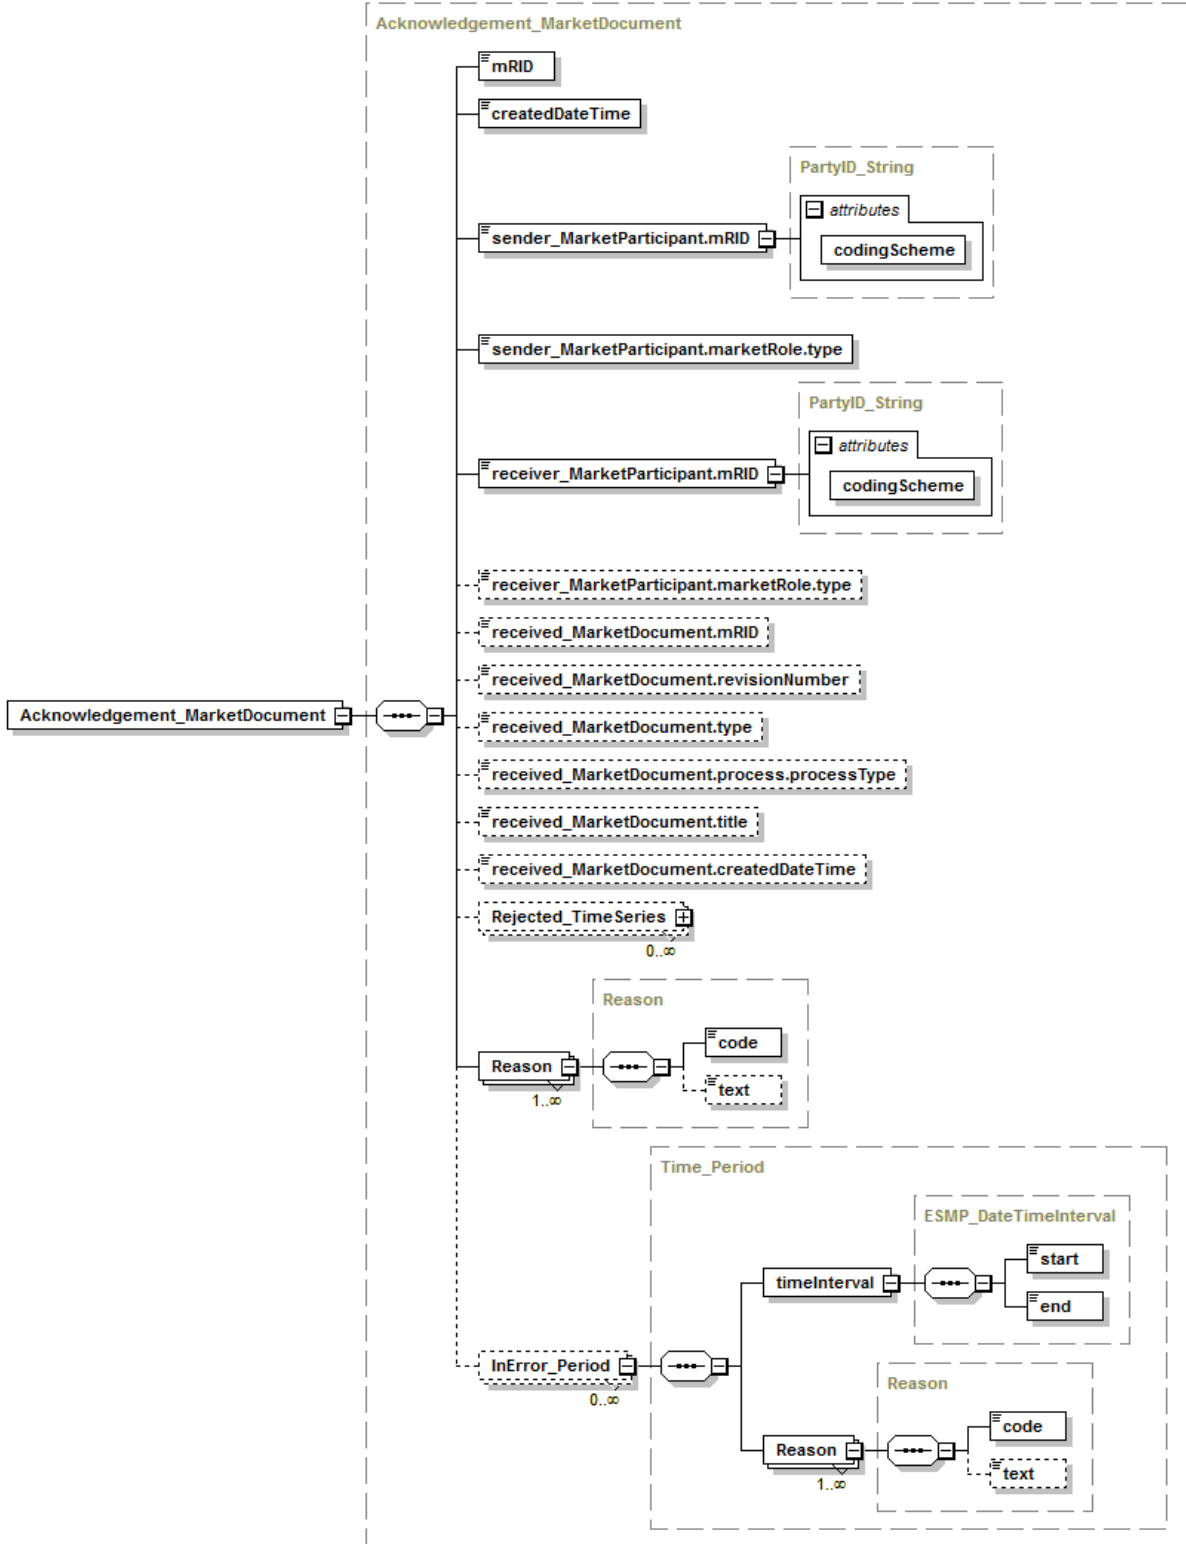 Acknowledgement_MarketDocument
mRID
createdDateTime
PartyID_String
attributes
sender_MarketParticipant.mRID
codingScheme
sender_MarketParticipant.marketRole.type
PartyID_String
attributes
receiver_MarketParticipant.mRID
codingScheme
receiver_MarketParticipant.marketRole.type
received_MarketDocument.mRID
received_MarketDocument.revisionNumber
Acknowledgement_MarketDocument
received_MarketDocument.type
received_MarketDocument.process.processType
received_MarketDocument.title
received_MarketDocument.createdDateTime
Rejected_TimeSeries
0..∞
Reason
code
Reason
text
1..∞
Time_Period
ESMP_DateTimeInterval
start
timeInterval
end
InError_Period
0..∞
Reason
code
Reason
text
1..∞